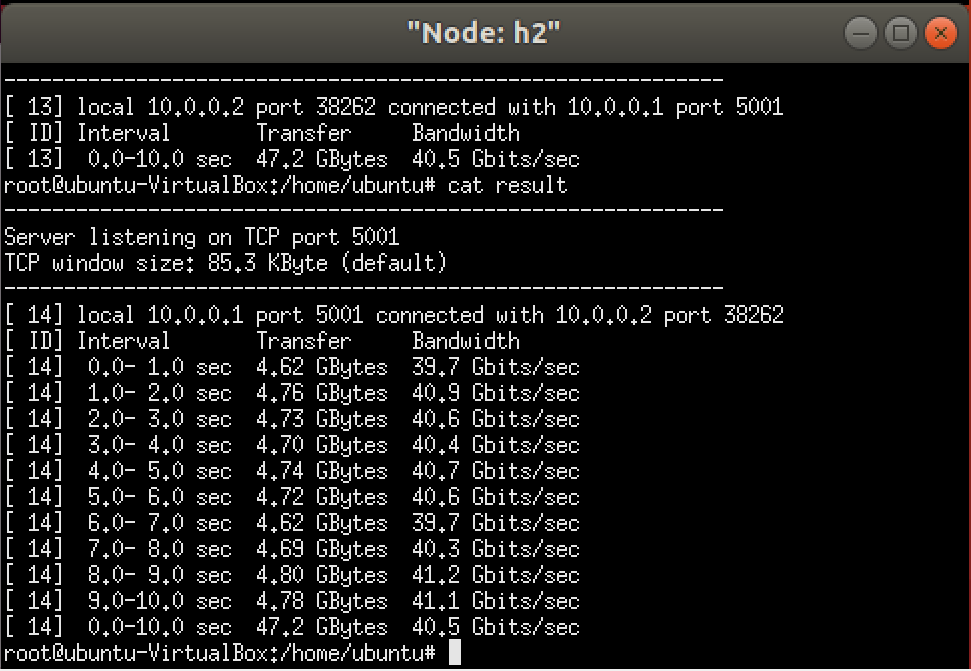 "Node: h2"
------------------------------------------------------------
[ 13] local 10.0.0.2 port 38262 connected with 10.0.0.1 port 5001
[ ID] Interval       Transfer     Bandwidth
[ 13]  0.0-10.0 sec  47.2 GBytes  40.5 Gbits/sec
root@ubuntu-VirtualBox:/home/ubuntu# cat result
------------------------------------------------------------
Server listening on TCP port 5001
TCP window size: 85.3 KByte (default)
------------------------------------------------------------
[ 14] local 10.0.0.1 port 5001 connected with 10.0.0.2 port 38262
[ ID] Interval       Transfer     Bandwidth
[ 14]  0.0- 1.0 sec  4.62 GBytes  39.7 Gbits/sec
[ 14]  1.0- 2.0 sec  4.76 GBytes  40.9 Gbits/sec
[ 14]  2.0- 3.0 sec  4.73 GBytes  40.6 Gbits/sec
[ 14]  3.0- 4.0 sec  4.70 GBytes  40.4 Gbits/sec
[ 14]  4.0- 5.0 sec  4.74 GBytes  40.7 Gbits/sec
[ 14]  5.0- 6.0 sec  4.72 GBytes  40.6 Gbits/sec
[ 14]  6.0- 7.0 sec  4.62 GBytes  39.7 Gbits/sec
[ 14]  7.0- 8.0 sec  4.69 GBytes  40.3 Gbits/sec
[ 14]  8.0- 9.0 sec  4.80 GBytes  41.2 Gbits/sec
[ 14]  9.0-10.0 sec  4.78 GBytes  41.1 Gbits/sec
[ 14]  0.0-10.0 sec  47.2 GBytes  40.5 Gbits/sec
root@ubuntu-VirtualBox:/home/ubuntu#